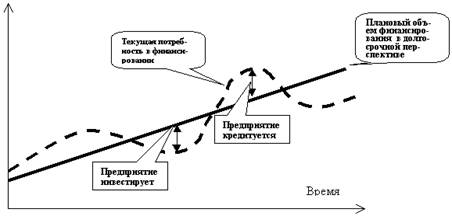 Плановый объ-
ем финансиро-
вания в долго-
срочной пер-
спективе
Текущая потреб-
ность в финанси-
ровании
Предприятие
кредитуется
Предприятие
инвестирует
Время